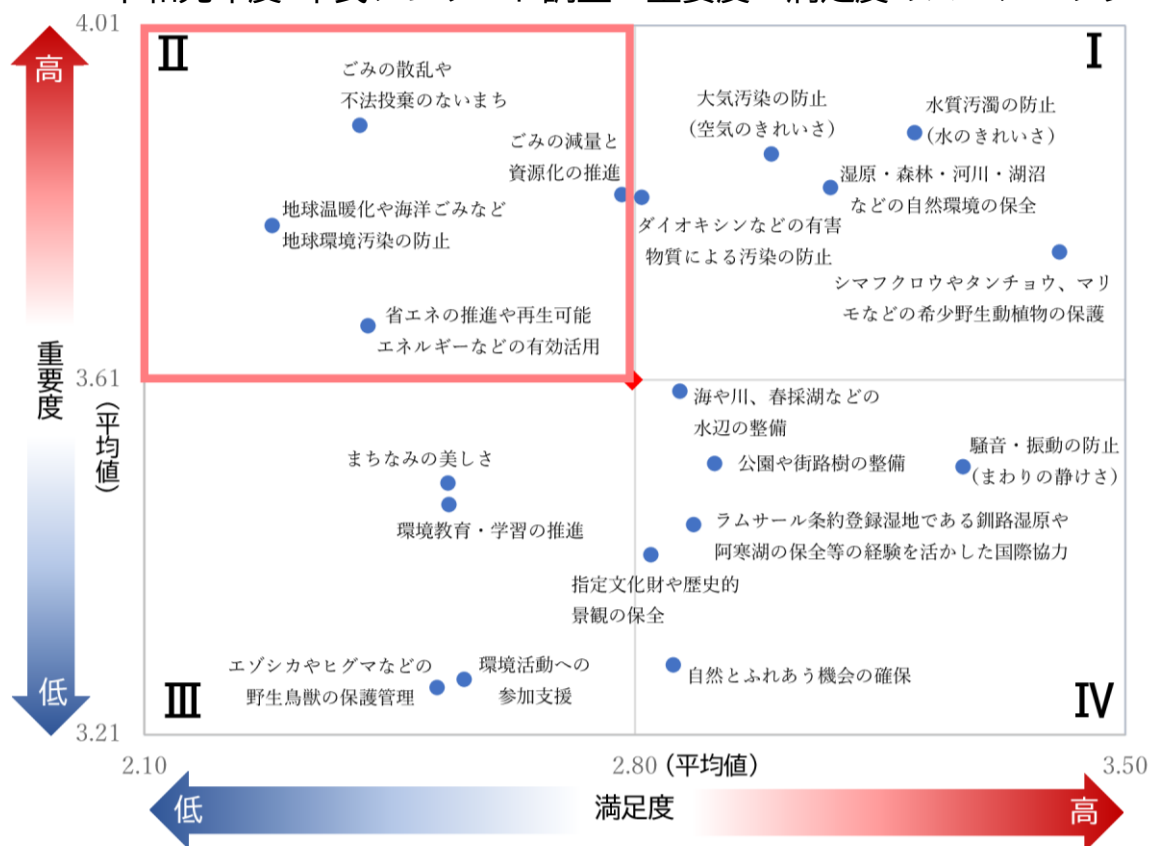 4.01
高
Ⅱ
Ⅰ
ごみの散乱や
不法投棄のないまち
ごみの減量と
資源化の推進
大気汚染の防止
(空気のきれいさ)
水質汚濁の防止
(水のきれいさ)
湿原・森林・河川・湖沼
などの自然環境の保全
地球温暖化や海洋ごみなど
地球環境汚染の防止
ダイオキシンなどの有害
物質による汚染の防止
シマフクロウやタンチョウ、マリ
モなどの希少野生動植物の保護
省エネの推進や再生可能
エネルギーなどの有効活用
重要度
3.61
(平均値)
海や川、春採湖などの
水辺の整備
公園や街路樹の整備
騒音・振動の防止
(まわりの静けさ)
まちなみの美しさ
環境教育・学習の推進
ラムサール条約登録湿地である釧路湿原や
阿寒湖の保全等の経験を活かした国際協力
指定文化財や歴史的
景観の保全
エゾシカやヒグマなどの
野生鳥獣の保護管理
環境活動への
参加支援
自然とふれあう機会の確保
低
Ⅲ
Ⅳ
3.21
2.10
2.80 (平均値)
3.50
低
満足度
高